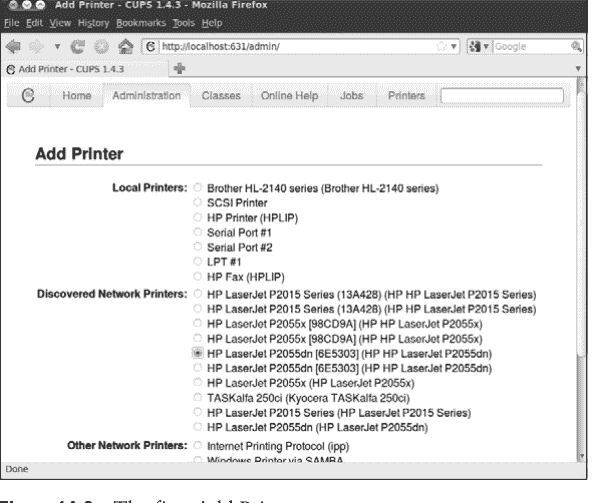 Add Printer - CUPS 1.4.3 - Mozilla Firefox
File Edit View History Bookmarks Tools Help
http://localhost:631/admin/ Google
Add Printer - CUPS 1.4.3
Home Administration Classes Online Help Jobs Printers
Add Printer
Local Printers: Brother HL-2140 series (Brother HL-2140 series)
SCSI Printer
HP Printer (HPLIP)
Serial Port #1
Serial Port #2
LPT #1
HP Fax (HPLIP)
Discovered Network Printers: HP LaserJet P2015 Series (13A428) (HP HP LaserJet P2015 Series)
HP LaserJet P2015 Series (13A428) (HP HP LaserJet P2015 Series)
HP LaserJet P2055x [98CD9A] (HP HP LaserJet P2055x)
HP LaserJet P2055x [98CD9A] (HP HP LaserJet P2055x)
HP LaserJet P2055dn [6E5303] (HP HP LaserJet P2055dn)
HP LaserJet P2055dn [6E5303] (HP HP LaserJet P2055dn)
HP LaserJet P2055x (HP LaserJet P2055x)
TASKalfa 250ci (Kyocera TASKalfa 250ci)
HP LaserJet P2015 Series (HP LaserJet P2015 Series)
HP LaserJet P2055dn (HP LaserJet P2055dn)
Other Network Printers: Internet Printing Protocol (ipp)
Windows Printer via SAMBA
Done